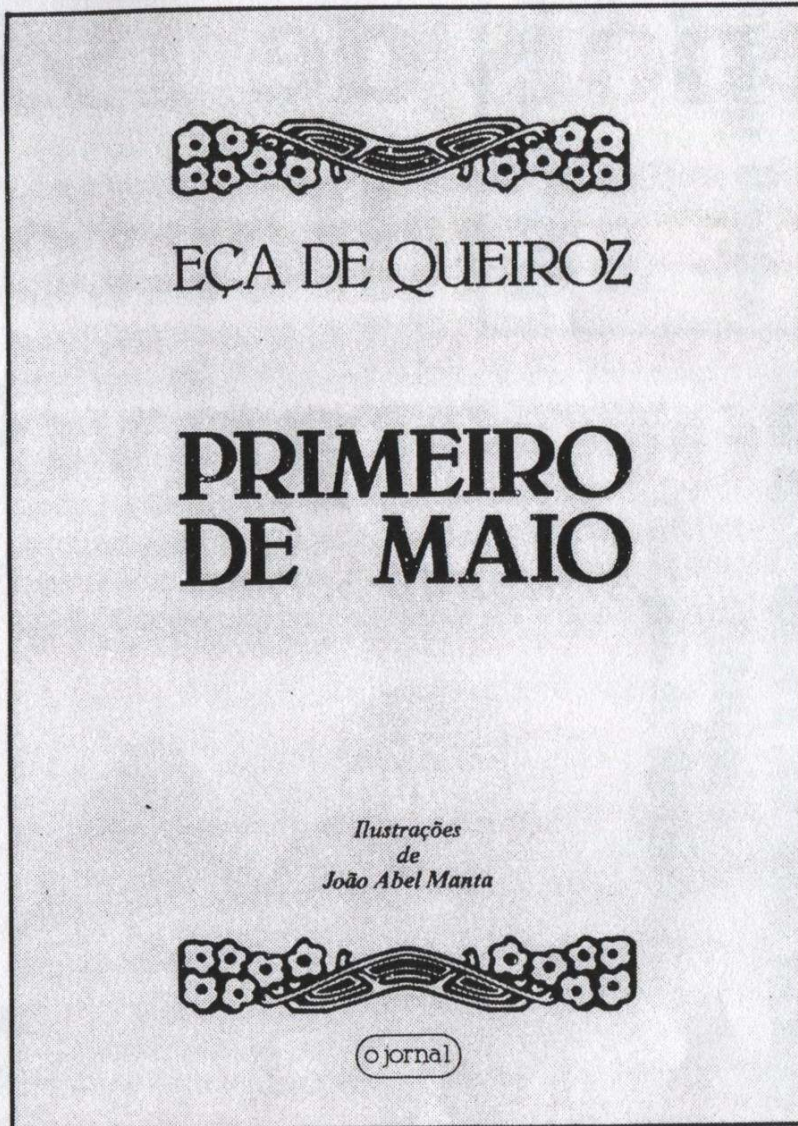 EÇA DE QUEIROZ
PRIMEIRO
DE MAIO
Ilustrações
de
João Abel Manta
o jornal